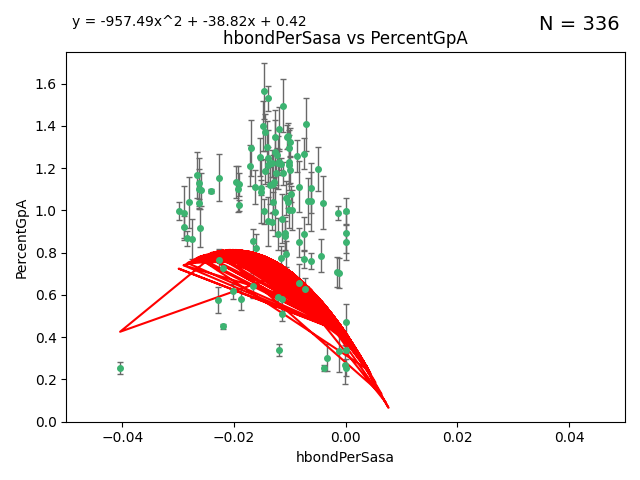 y = -957.49x^2 + -38.82x + 0.42
N = 336
hbondPerSasa vs PercentGpA
PercentGpA
1.6
1.4
1.2
1.0
0.8
0.6
0.4
0.2
0.0
−0.04
−0.02
0.00
0.02
0.04
hbondPerSasa